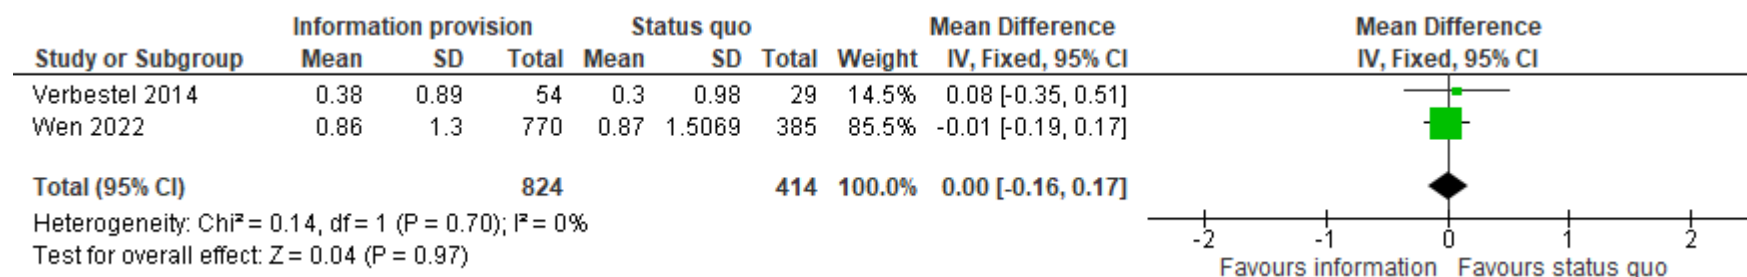 Information provision Status quo Mean Difference Mean Difference
Study or Subgroup Mean SD Total Mean SD Total Weight IV, Fixed, 95% CI IV, Fixed, 95% CI
Verbestel 2014 0.38 0.89 54 0.3 0.98 29 14.5% 0.08 [-0.35, 0.51]
Wen 2022 0.86 1.3 770 0.87 1.5069 385 85.5% -0.01 [-0.19, 0.17]
Total (95% CI) 824 414 100.0% 0.00 [-0.16, 0.17]
Heterogeneity: Chi² = 0.14, df = 1 (P = 0.70); I² = 0%
Test for overall effect: Z = 0.04 (P = 0.97)
-2 -1 0 1 2
Favours information Favours status quo